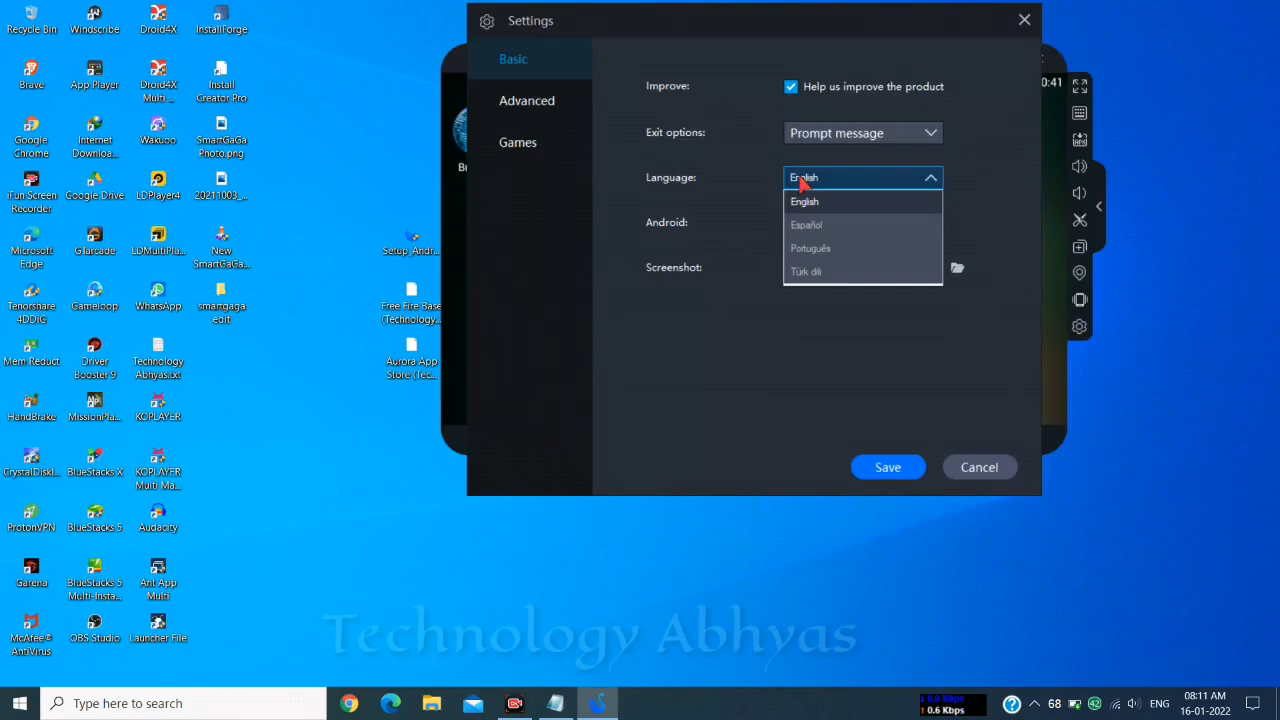 Recycle Bin
Windscribe
Droid4X
InstallForge
Brave
App Player
Droid4X
Multi ...
Install
Creator Pro
Google
Chrome
Internet
Downloa...
Wakuoo
SmartGaGa
Photo.png
iFun Screen
Recorder
Google Drive
LDPlayer4
20211003_...
Microsoft
Edge
GTarcade
LDMultiPla...
New
SmartGaGa...
Tenorshare
4DDiG
Gameloop
WhatsApp
smartgaga
edit
Mem Reduct
Driver
Booster 9
Technology
Abhyas.txt
HandBrake
MissionPla...
KOPLAYER
CrystalDiskI...
BlueStacks X
KOPLAYER
Multi Ma...
ProtonVPN
BlueStacks 5
Audacity
Garena
BlueStacks 5
Multi-Insta...
Ant App
Multi
McAfee®
AntiVirus
OBS Studio
Launcher File
Setup_Andr...
Free Fire Base
(Technology...
Aurora App
Store (Tec...
Settings
Basic
Advanced
Games
Improve:
Help us improve the product
Exit options:
Prompt message
Language:
English
English
Español
Português
Türk dili
Android:
Screenshot:
Save
Cancel
Br
0:41
APK
Technology Abhyas
Type here to search
0.6 Kbps
68
ENG
08:11 AM
16-01-2022